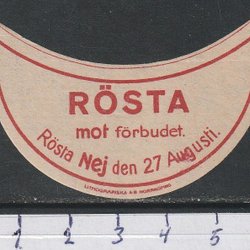 RÖSTA
mot förbudet.
Rösta Nej den 27 Augusti.
LITHOGRAFISKA A-B NORRKÖPING
1 2 3 4 5